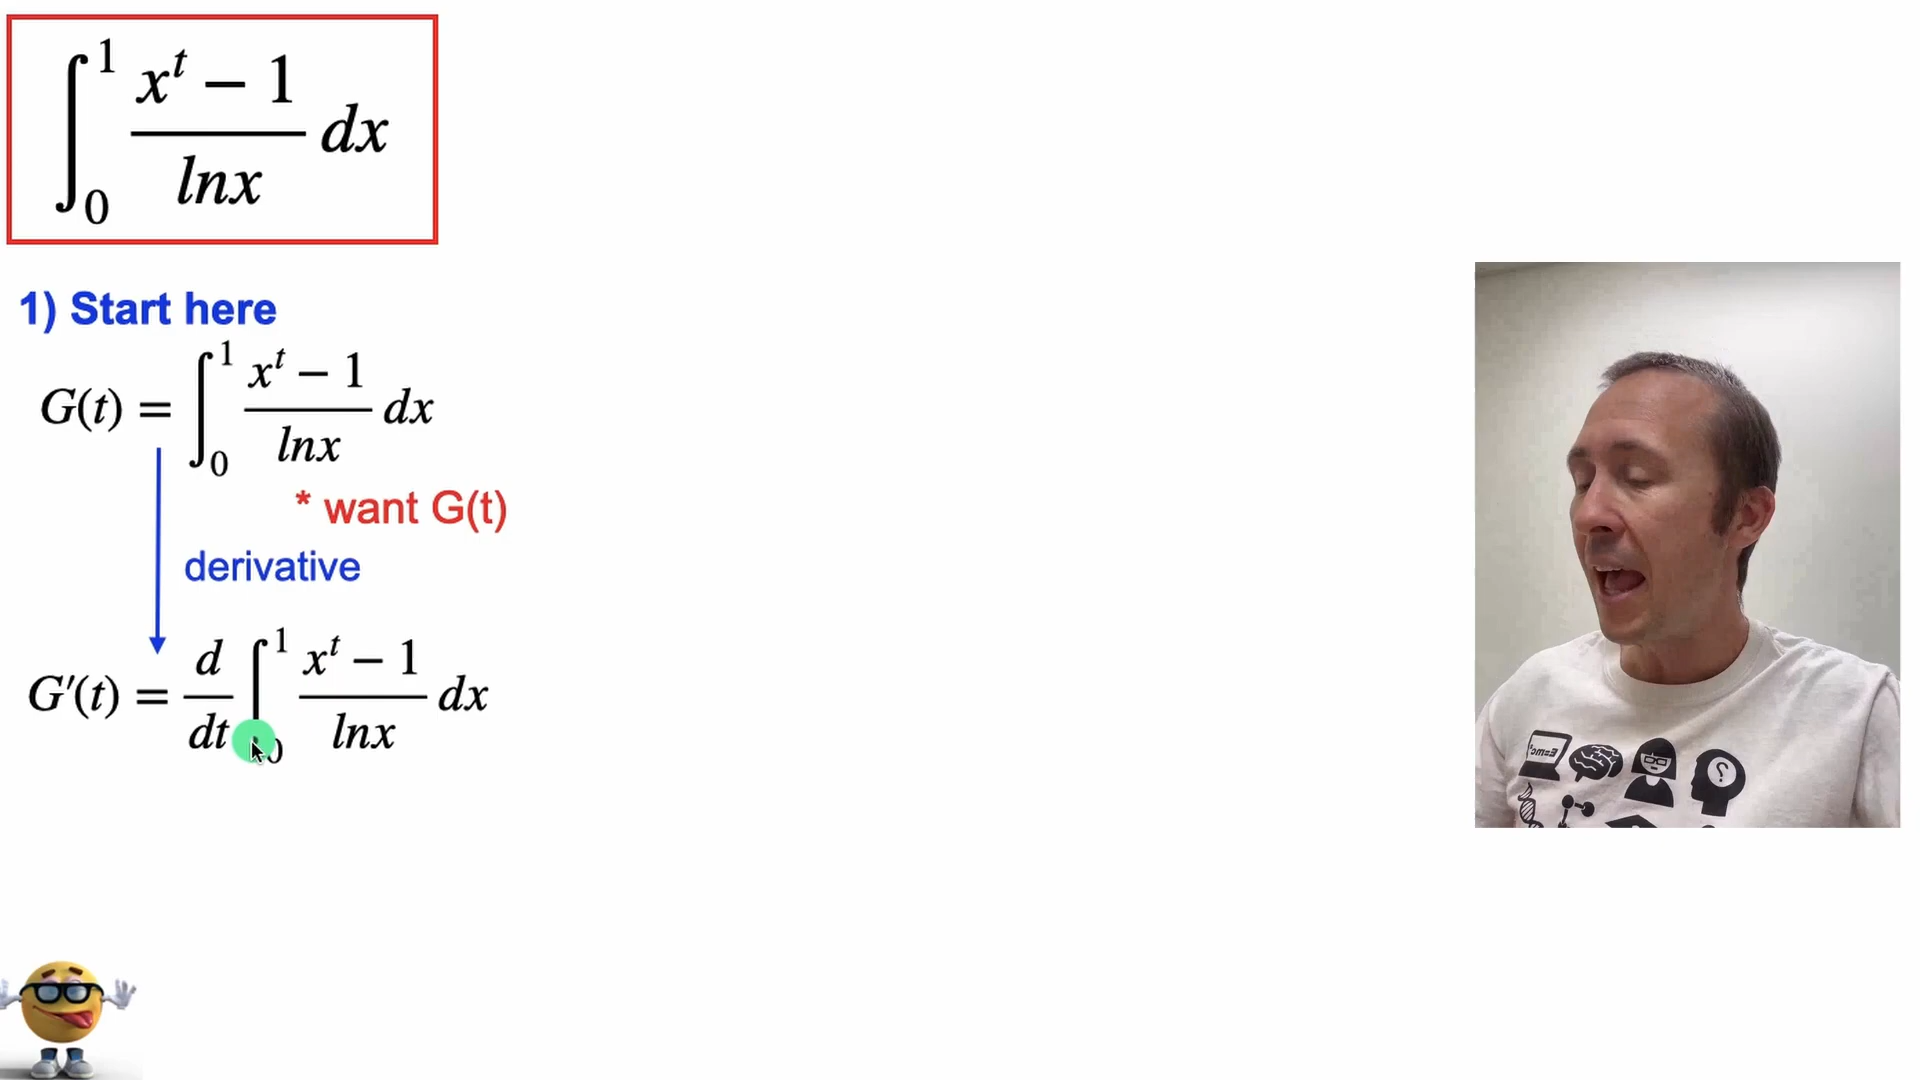 ∫₀¹ (xᵗ − 1)/(lnx) dx
1) Start here
G(t) = ∫₀¹ (xᵗ − 1)/(lnx) dx
* want G(t)
derivative
G′(t) = d/dt ∫₀¹ (xᵗ − 1)/(lnx) dx